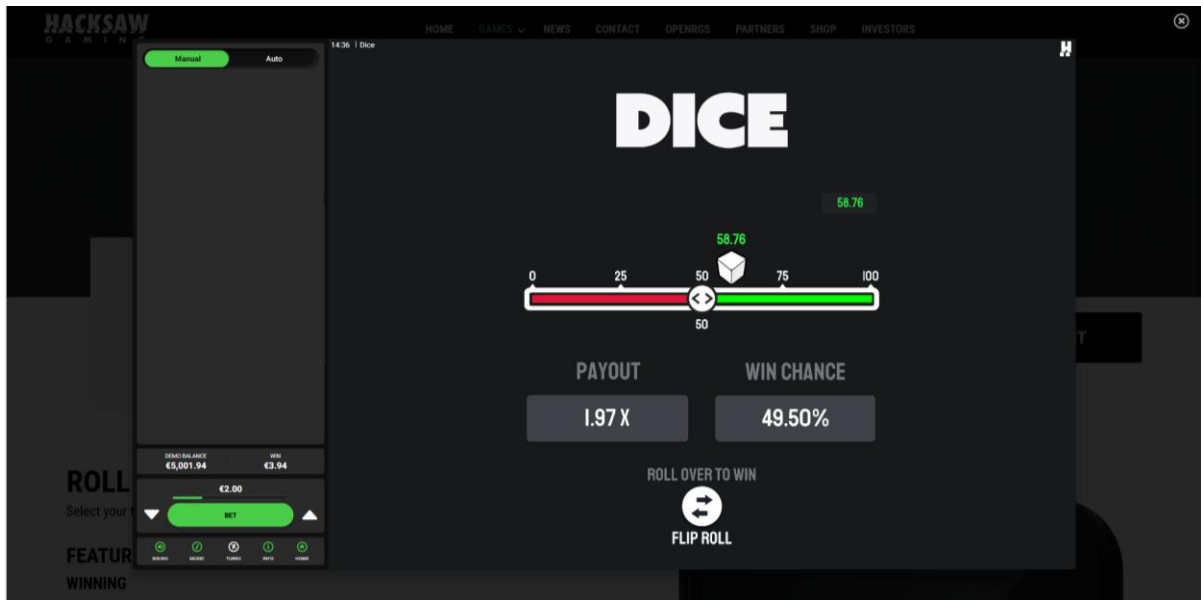 HACKSAW
GAMING
HOME GAMES NEWS CONTACT OPENRGS PARTNERS SHOP INVESTORS
Manual Auto
14:36 | Dice
DICE
58.76
58.76
0 25 50 75 100
50
PAYOUT WIN CHANCE
1.97 X 49.50%
DEMO BALANCE WIN
€5,001.94 €3.94
ROLL OVER TO WIN
€2.00
BET
FLIP ROLL
SOUND MUSIC TURBO INFO HOME
ROLL
Select your
FEATUR
WINNING
T